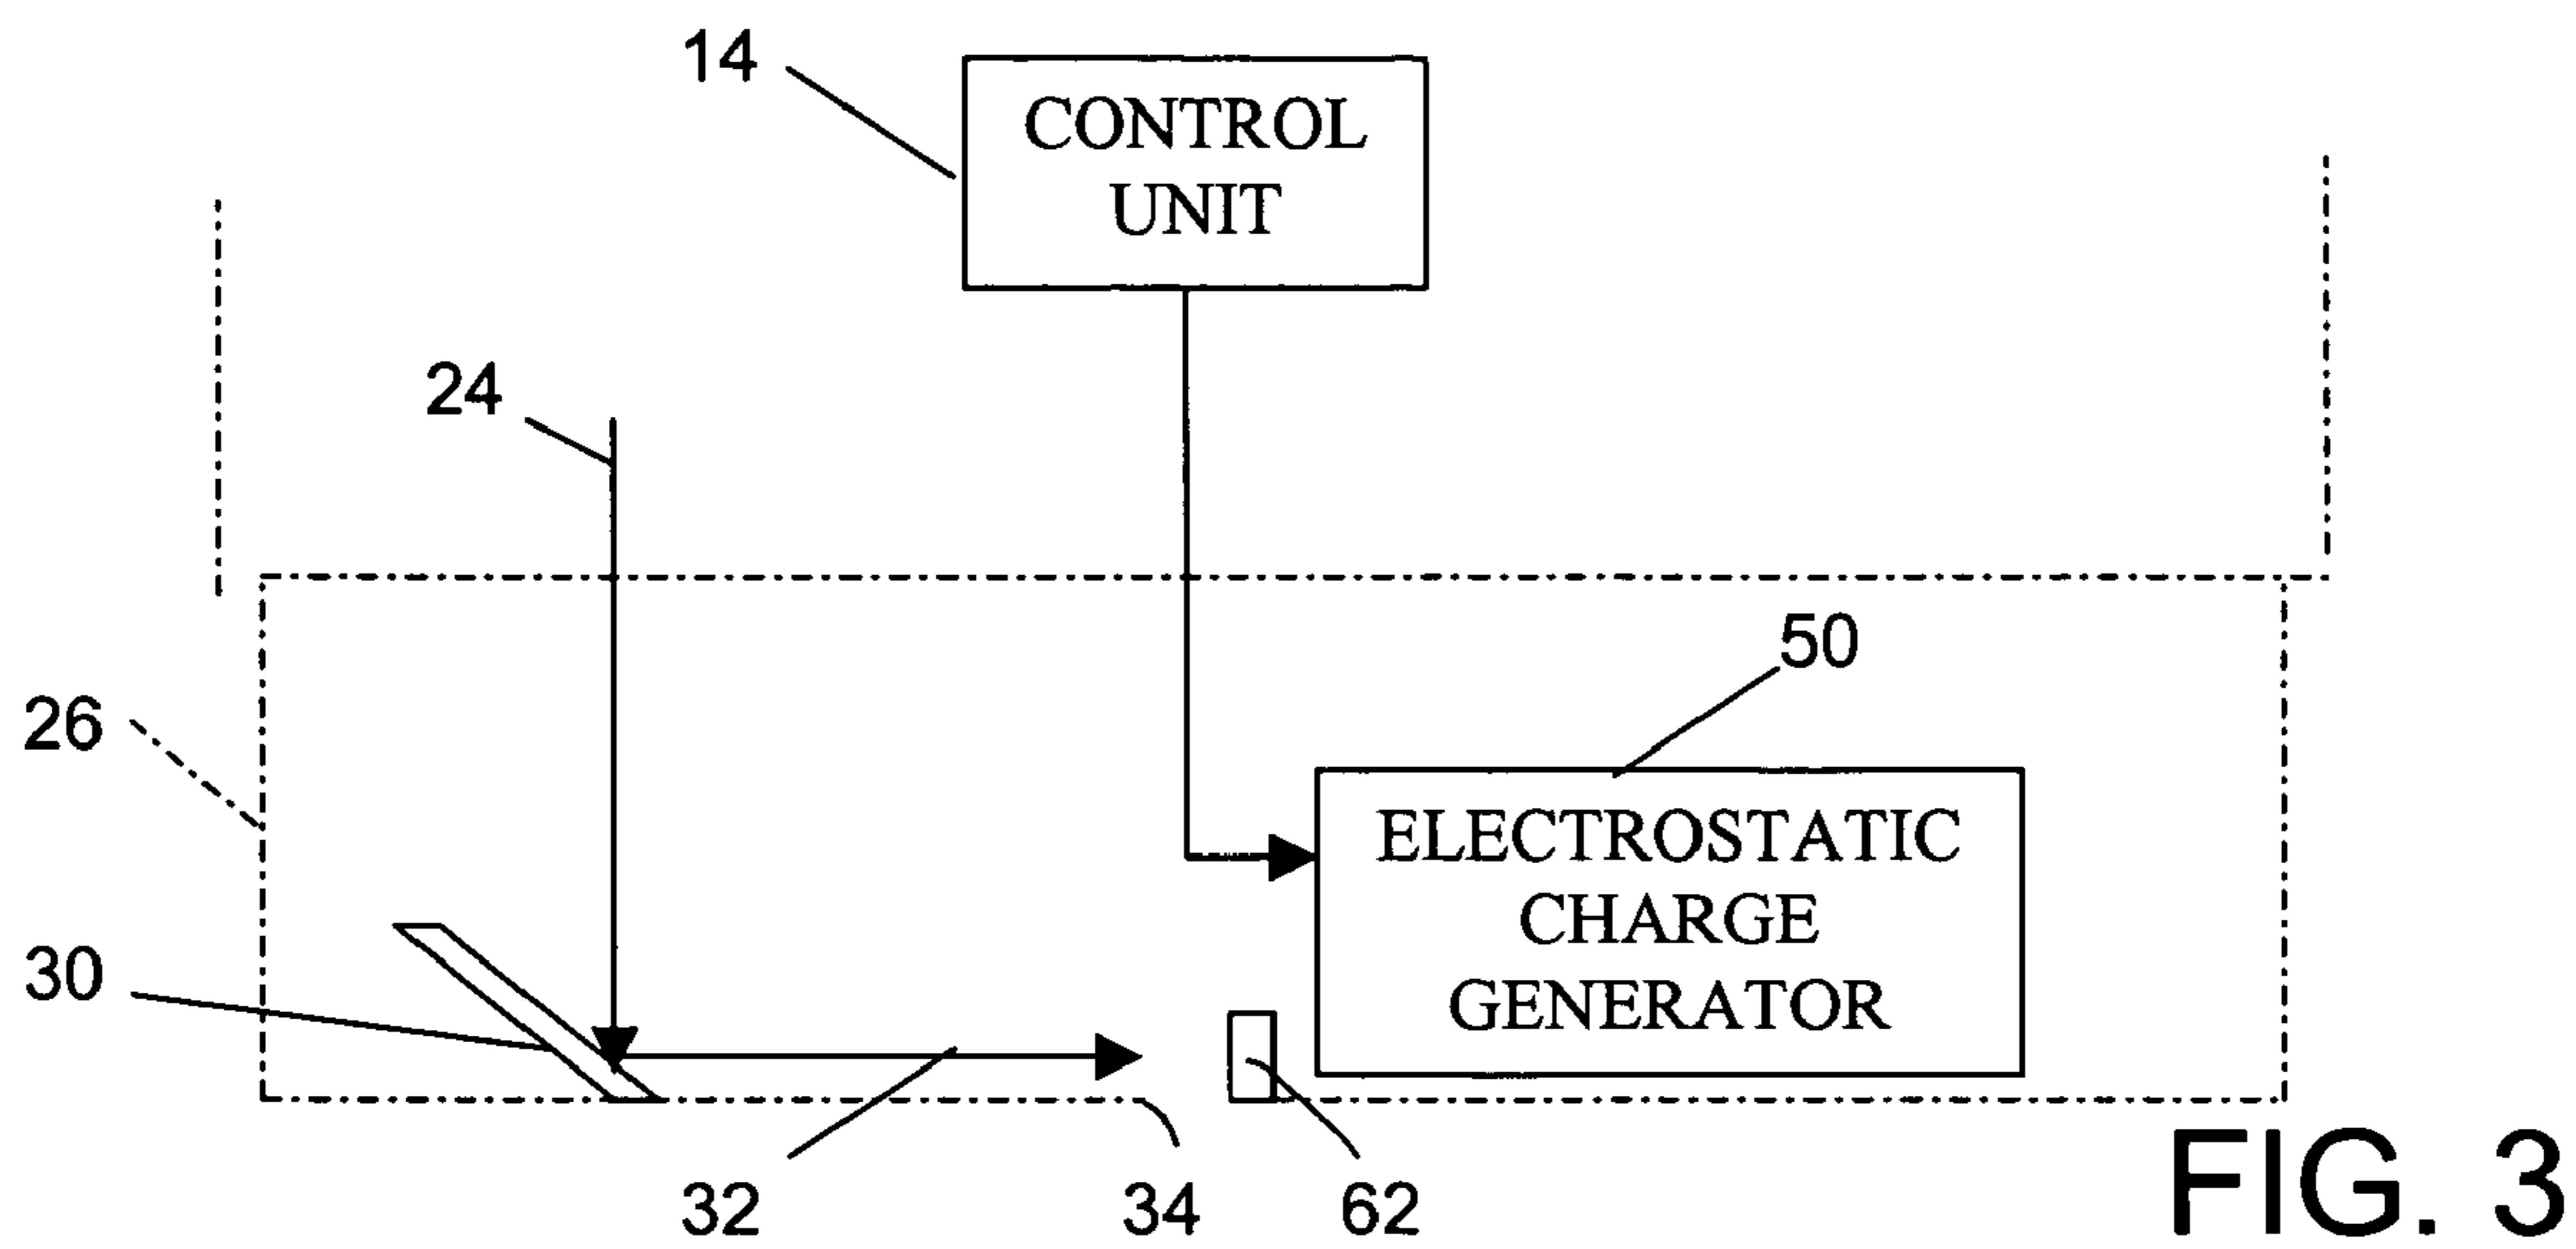 14
CONTROL
UNIT
24
50
26
ELECTROSTATIC
CHARGE
GENERATOR
30
32
34
62
FIG. 3